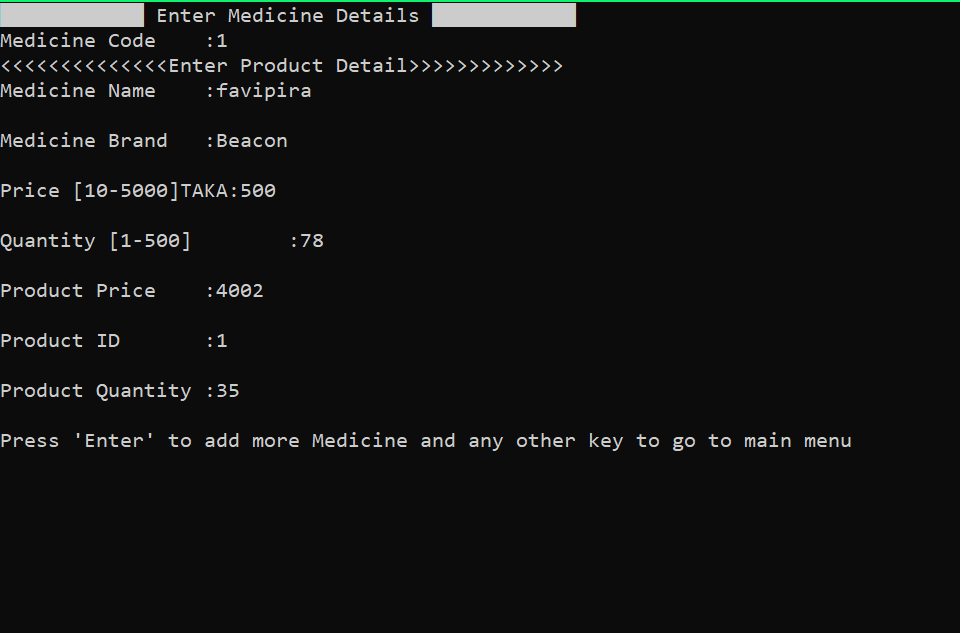 Enter Medicine Details
Medicine Code    :1
<<<<<<<<<<<<<<Enter Product Detail>>>>>>>>>>>>>
Medicine Name    :favipira
Medicine Brand   :Beacon
Price [10-5000]TAKA:500
Quantity [1-500]        :78
Product Price    :4002
Product ID       :1
Product Quantity :35
Press 'Enter' to add more Medicine and any other key to go to main menu